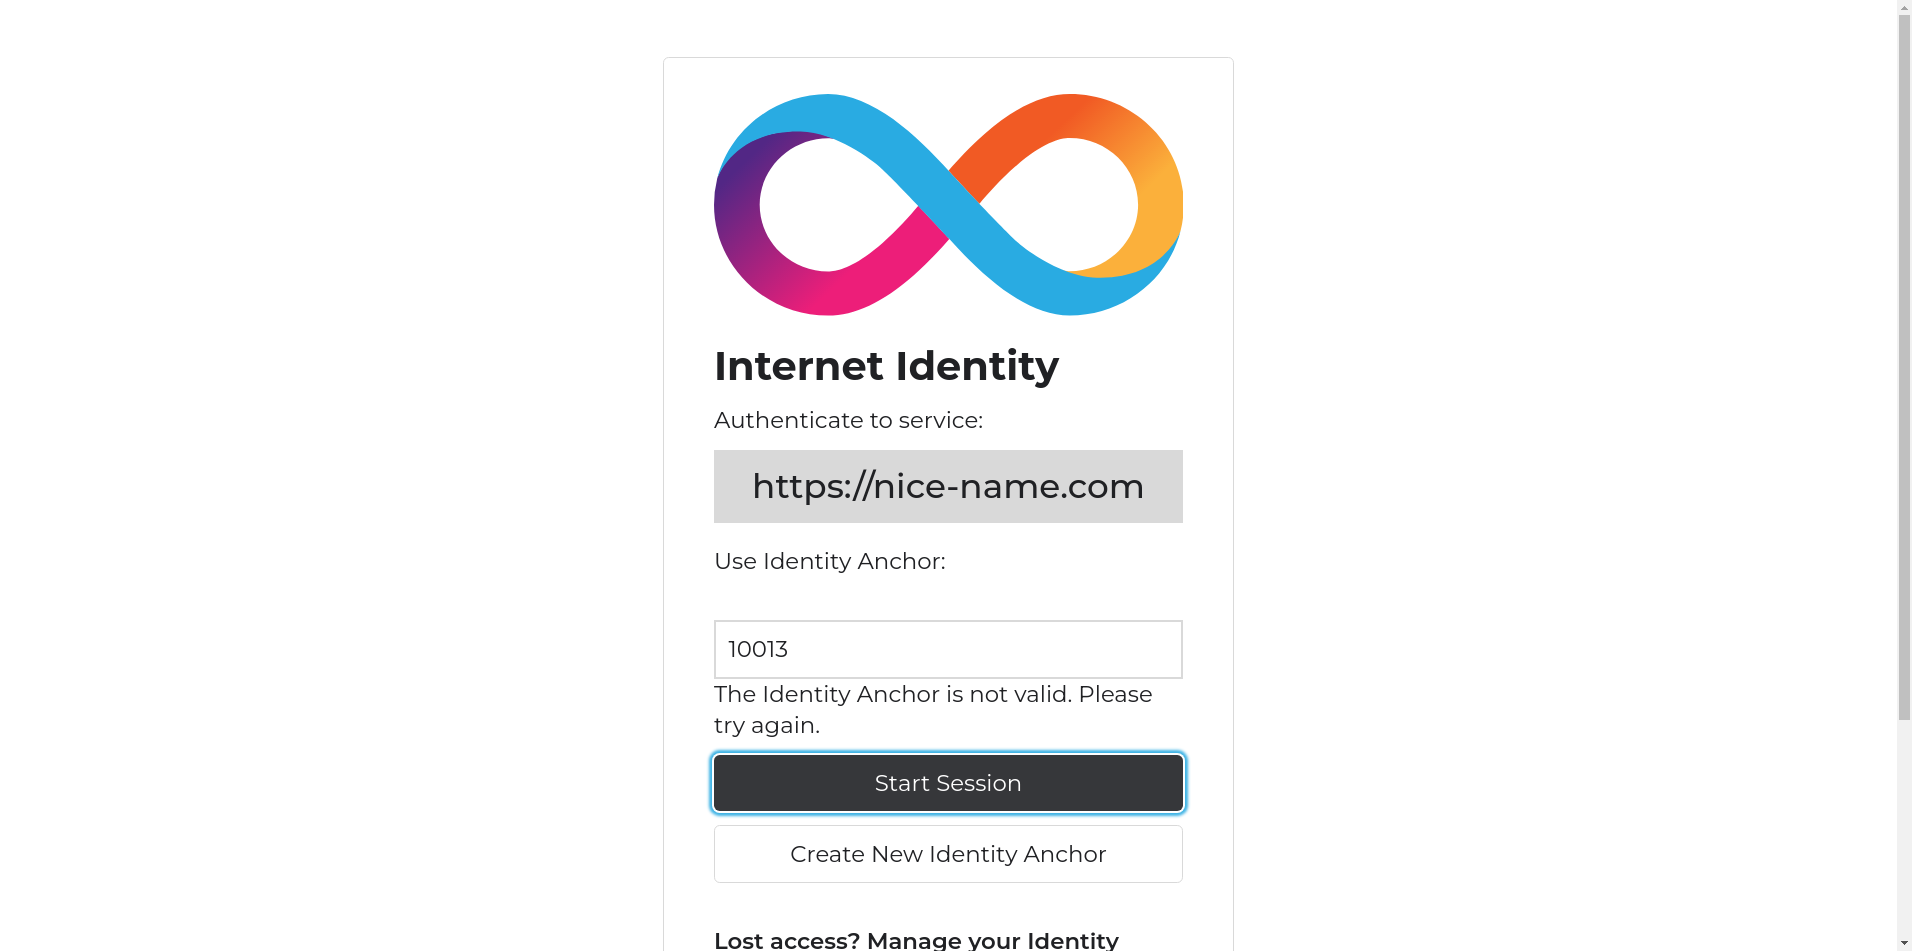 Internet Identity
Authenticate to service:
https://nice-name.com
Use Identity Anchor:
10013
The Identity Anchor is not valid. Please
try again.
Start Session
Create New Identity Anchor
Lost access? Manage your Identity